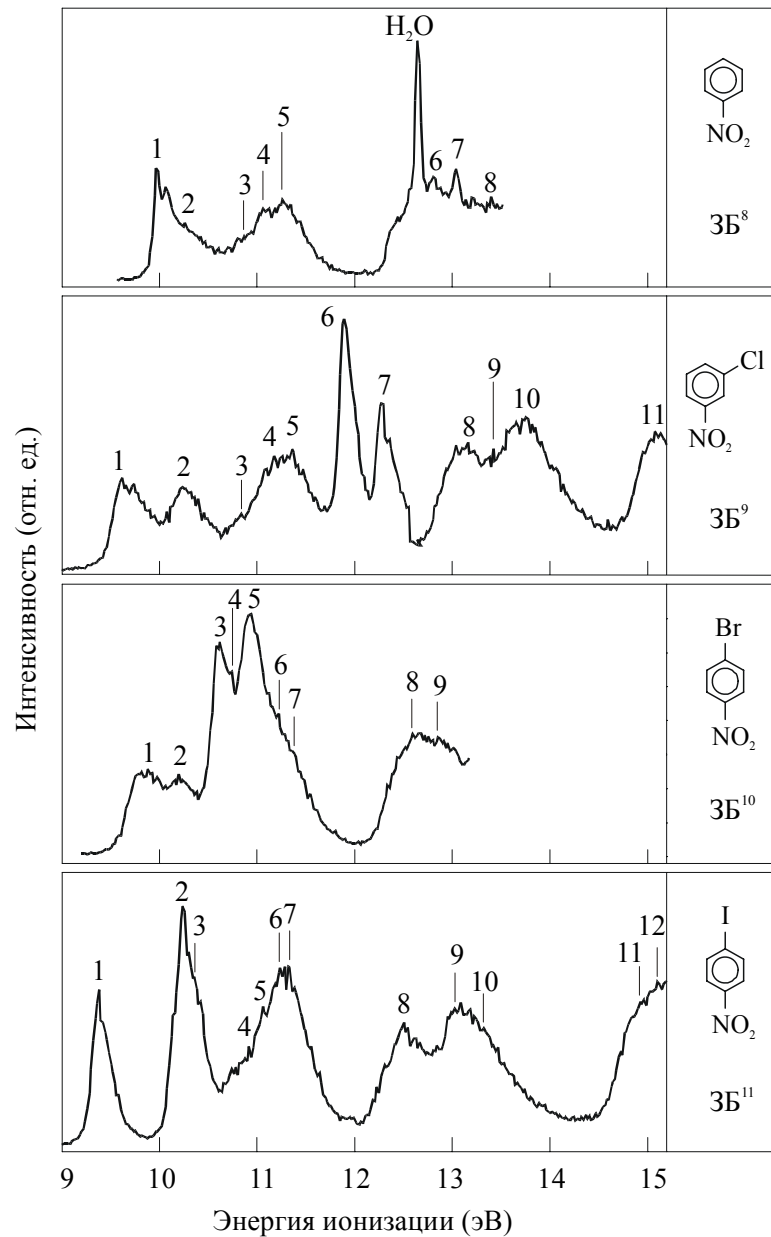 H₂O
1 2 3 4 5 6 7 8
NO₂
ЗБ⁸
1 2 3 4 5 6 7 8 9 10 11
Cl
NO₂
ЗБ⁹
1 2 3 4 5 6 7 8 9
Br
NO₂
ЗБ¹⁰
1 2 3 4 5 6 7 8 9 10 11 12
I
NO₂
ЗБ¹¹
Интенсивность (отн. ед.)
9 10 11 12 13 14 15
Энергия ионизации (эВ)